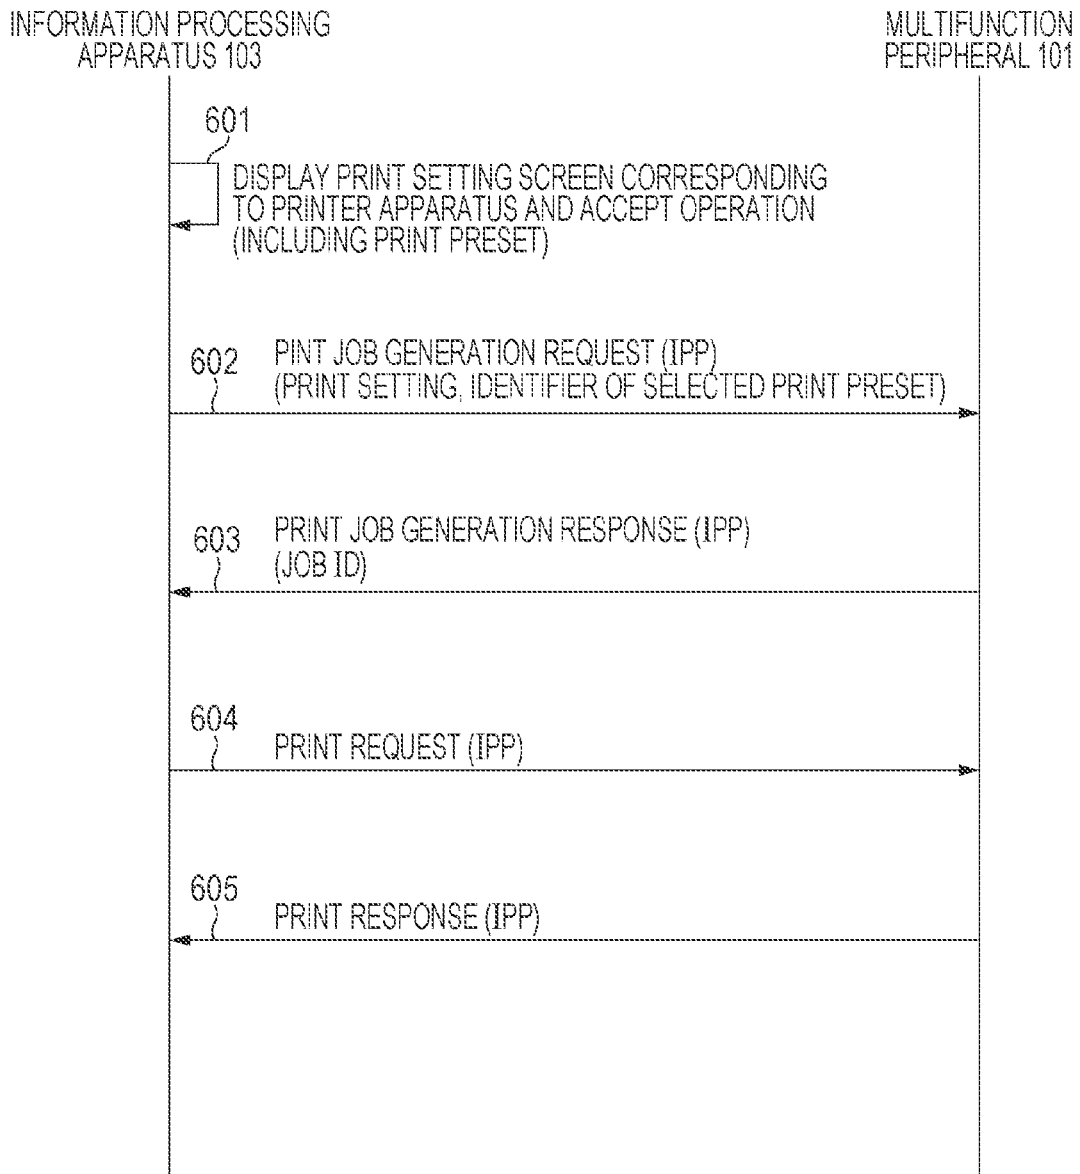 INFORMATION PROCESSING
APPARATUS 103
MULTIFUNCTION
PERIPHERAL 101
601
DISPLAY PRINT SETTING SCREEN CORRESPONDING
TO PRINTER APPARATUS AND ACCEPT OPERATION
(INCLUDING PRINT PRESET)
602
PINT JOB GENERATION REQUEST (IPP)
(PRINT SETTING, IDENTIFIER OF SELECTED PRINT PRESET)
603
PRINT JOB GENERATION RESPONSE (IPP)
(JOB ID)
604
PRINT REQUEST (IPP)
605
PRINT RESPONSE (IPP)